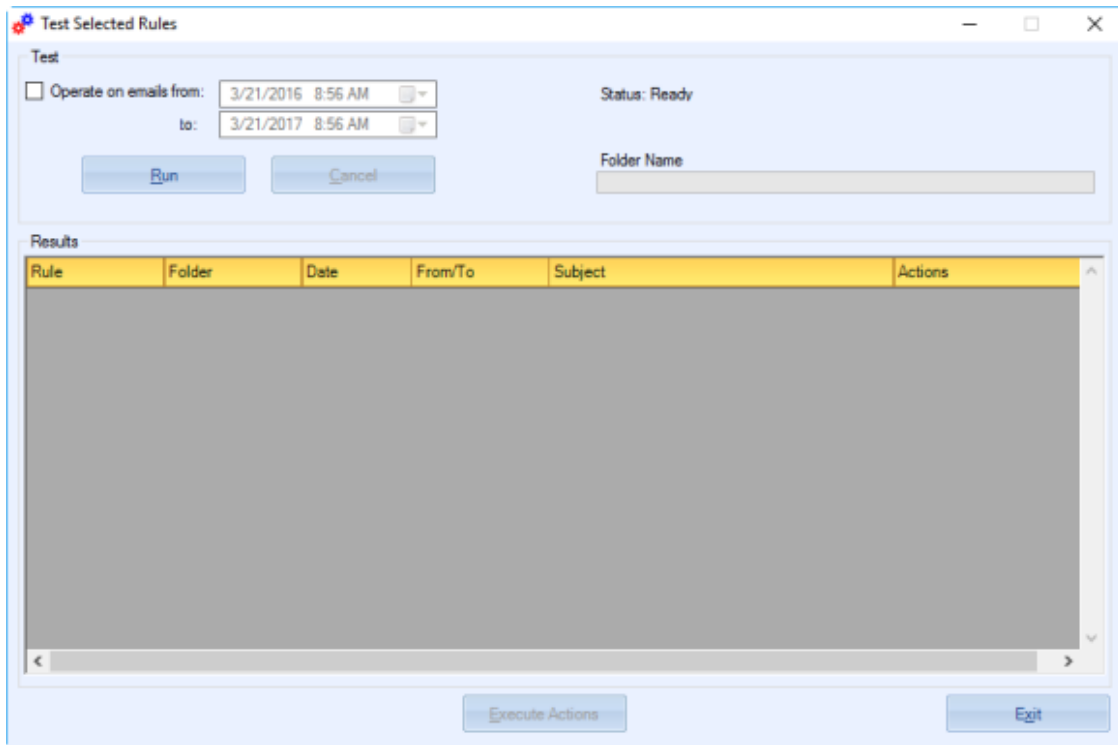 Test Selected Rules
Test
Operate on emails from: 3/21/2016 8:56 AM
Status: Ready
to: 3/21/2017 8:56 AM
Run Cancel
Folder Name
Results
Rule Folder Date From/To Subject Actions
Execute Actions Exit